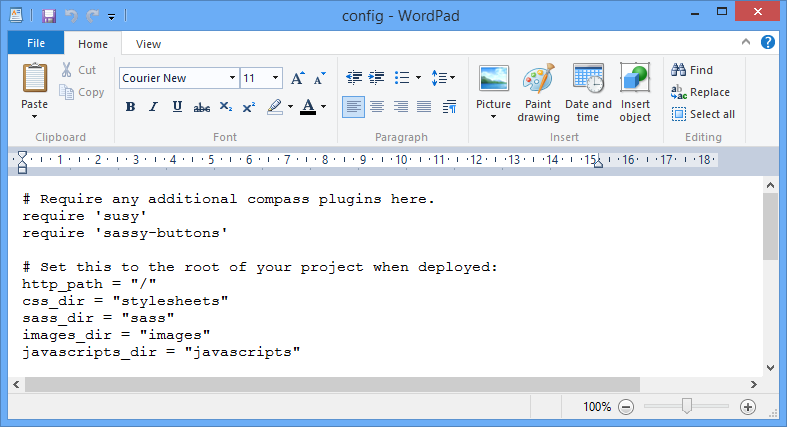 config - WordPad
File Home View
Paste
Cut
Copy
Clipboard
Courier New 11
B I U abc X₂ X²
A
Font
Paragraph
Picture
Paint drawing
Date and time
Insert object
Insert
Find
Replace
Select all
Editing
1 2 3 4 5 6 7 8 9 10 11 12 13 14 15 16 17 18
# Require any additional compass plugins here.
require 'susy'
require 'sassy-buttons'
# Set this to the root of your project when deployed:
http_path = "/"
css_dir = "stylesheets"
sass_dir = "sass"
images_dir = "images"
javascripts_dir = "javascripts"
100%